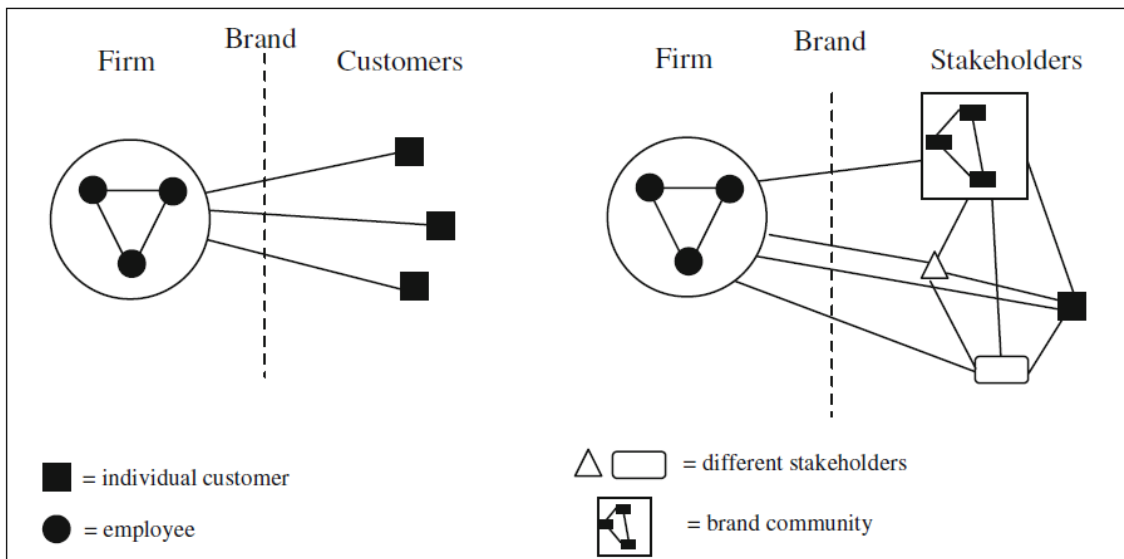 Firm
Brand
Customers
Firm
Brand
Stakeholders
= individual customer
= employee
= different stakeholders
= brand community